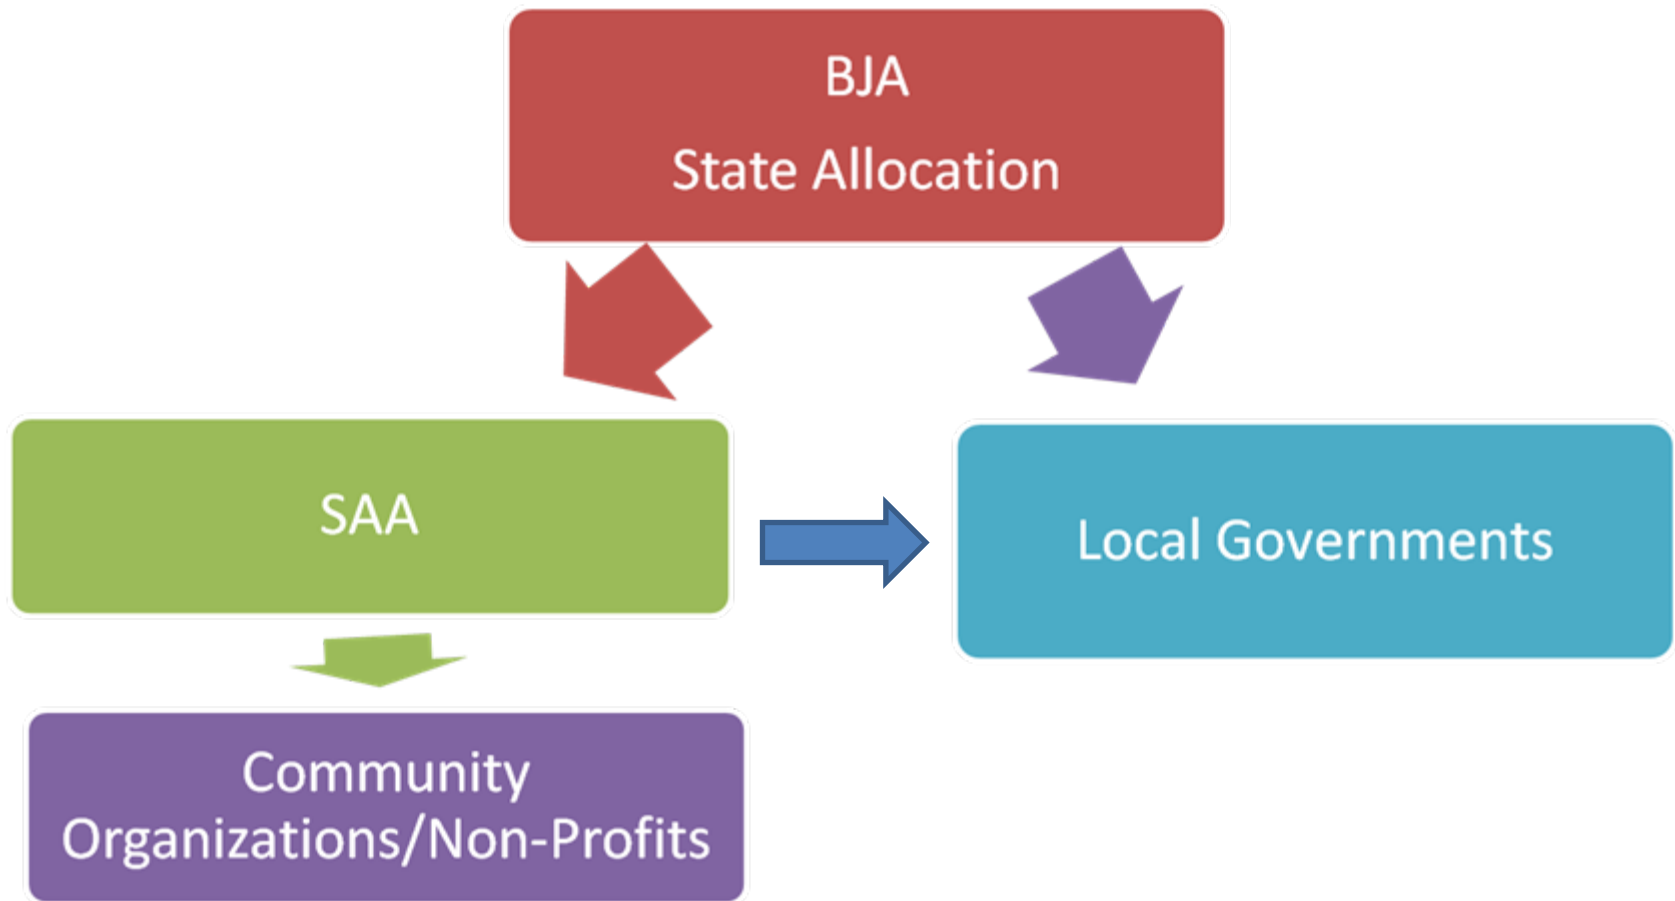 BJA
State Allocation
SAA
Local Governments
Community
Organizations/Non-Profits